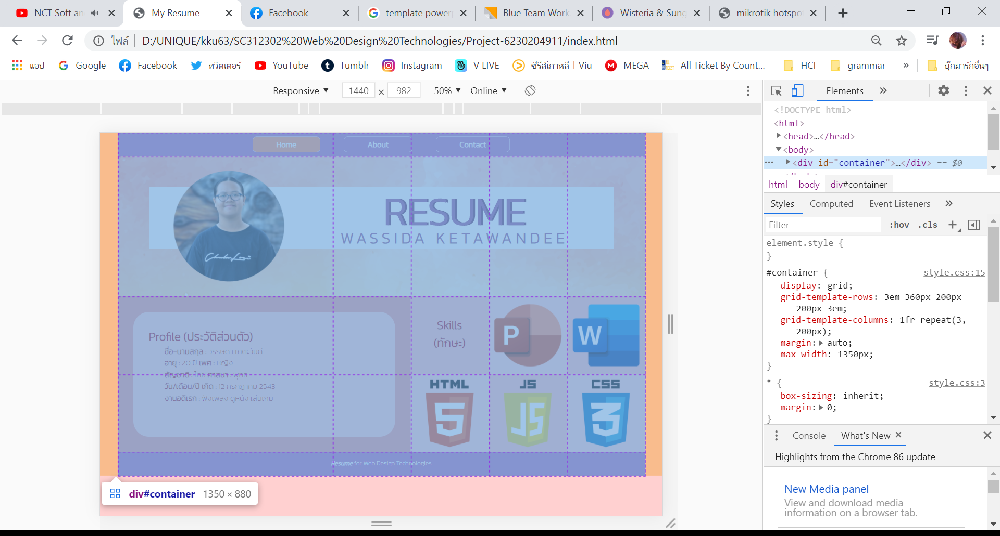 NCT Soft an
My Resume
Facebook
template powerp
Blue Team Work
Wisteria & Sung
mikrotik hotspo
ไฟล์ | D:/UNIQUE/kku63/SC312302%20Web%20Design%20Technologies/Project-6230204911/index.html
แอป Google Facebook ทวิตเตอร์ YouTube Tumblr Instagram V LIVE ซีรีส์เกาหลี | Viu MEGA All Ticket By Count... HCI grammar » บุ๊กมาร์กอื่นๆ
Responsive ▼ 1440 × 982 50% ▼ Online ▼
Elements »
<!DOCTYPE html>
<html>
<head>…</head>
<body>
<div id="container">…</div> == $0
html body div#container
Styles Computed Event Listeners »
Filter :hov .cls +
element.style {
}
#container { style.css:15
display: grid;
grid-template-rows: 3em 360px 200px
200px 3em;
grid-template-columns: 1fr repeat(3,
200px);
margin: auto;
max-width: 1350px;
}
* { style.css:3
box-sizing: inherit;
margin: 0;
}
Console What's New ×
Highlights from the Chrome 86 update
New Media panel
View and download media
information on a browser tab.
Home About Contact
RESUME
WASSIDA KETAWANDEE
Profile (ประวัติส่วนตัว)
ชื่อ-นามสกุล : วรรษิดา เกตะวันดี
อายุ : 20 ปี เพศ : หญิง
สัญชาติ : ไทย ศาสนา : พุทธ
วัน/เดือน/ปี เกิด : 12 กรกฎาคม 2543
งานอดิเรก : ฟังเพลง ดูหนัง เล่นเกม
Skills
(ทักษะ)
P
W
HTML
5
JS
JS
CSS
3
Resume for Web Design Technologies
div#container 1350 × 880